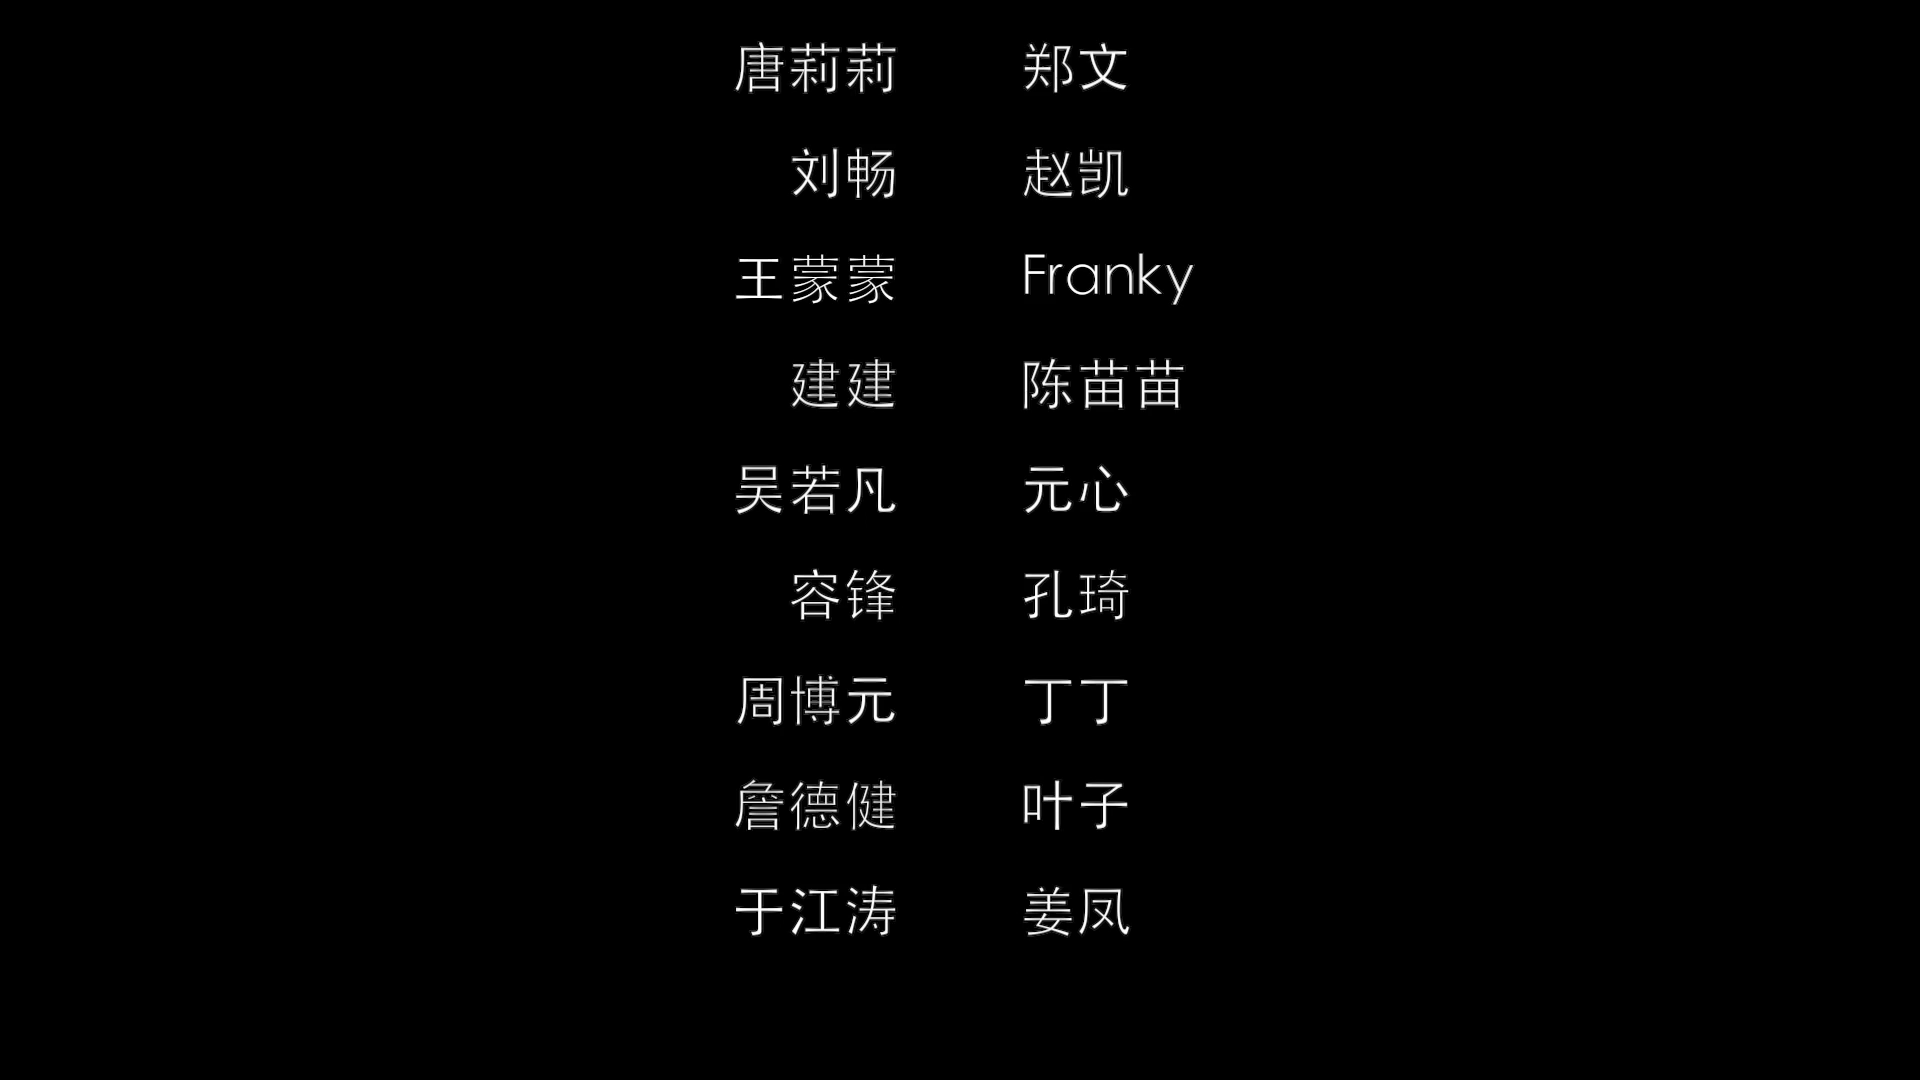 唐莉莉 郑文
刘畅 赵凯
王蒙蒙 Franky
建建 陈苗苗
吴若凡 元心
容锋 孔琦
周博元 丁丁
詹德健 叶子
于江涛 姜凤